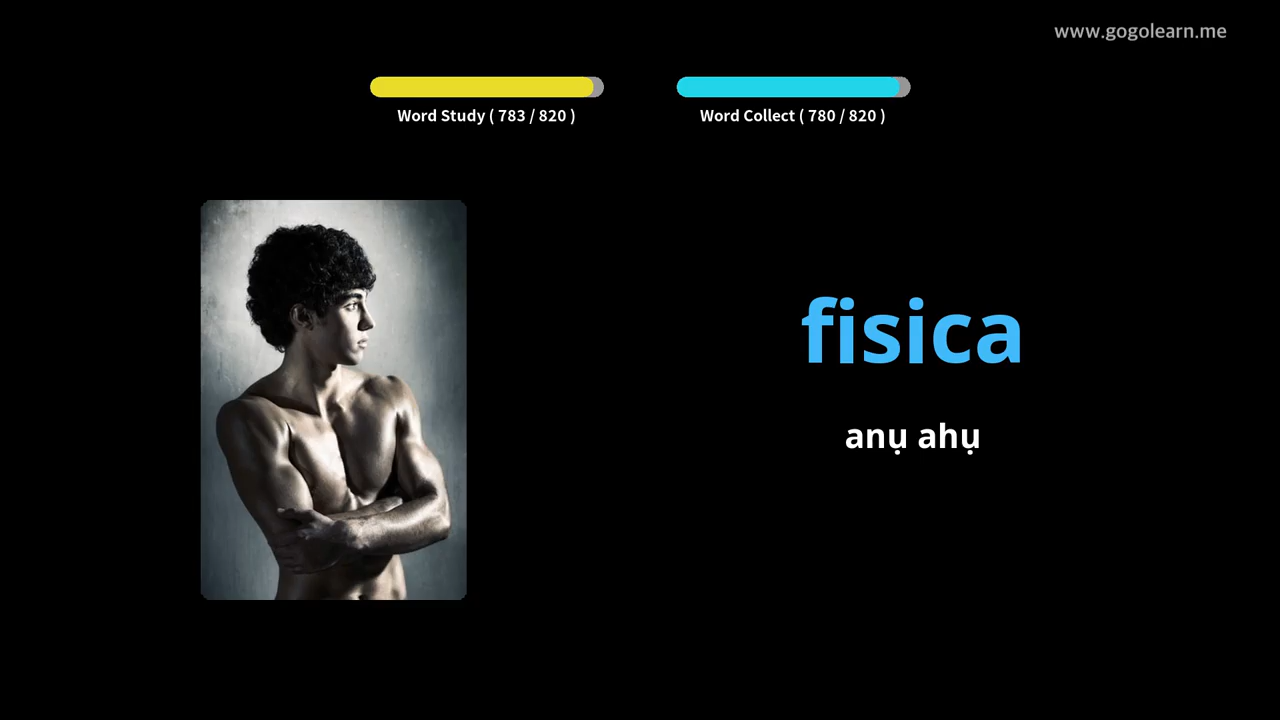 www.gogolearn.me
Word Study ( 783 / 820 )
Word Collect ( 780 / 820 )
fisica
anụ ahụ